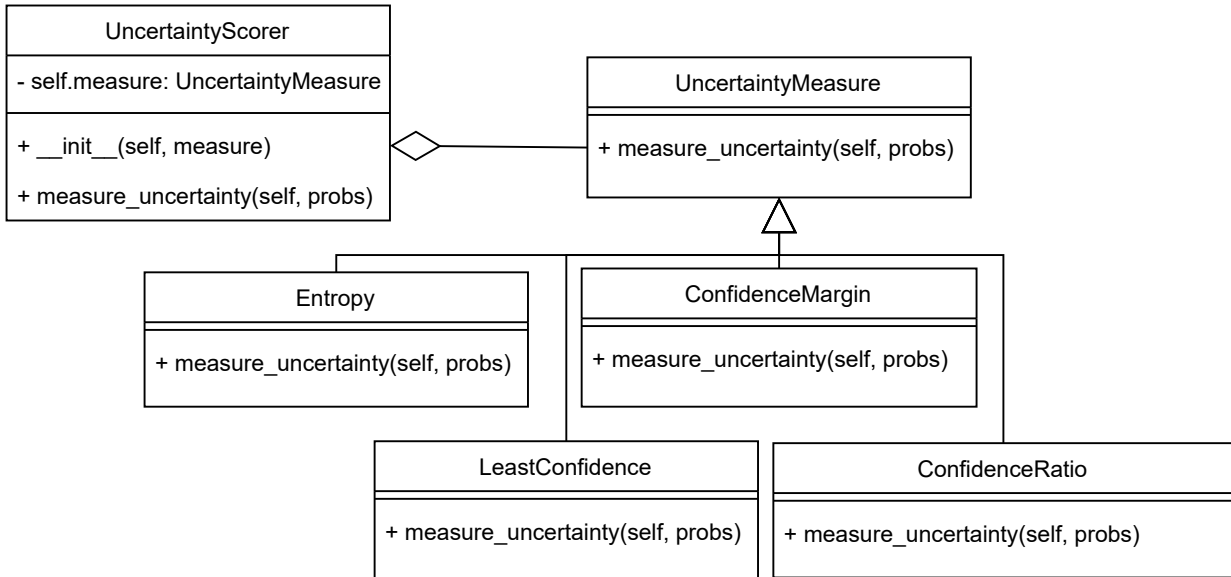 UncertaintyScorer
- self.measure: UncertaintyMeasure
+ __init__(self, measure)
+ measure_uncertainty(self, probs)
UncertaintyMeasure
+ measure_uncertainty(self, probs)
Entropy
+ measure_uncertainty(self, probs)
ConfidenceMargin
+ measure_uncertainty(self, probs)
LeastConfidence
+ measure_uncertainty(self, probs)
ConfidenceRatio
+ measure_uncertainty(self, probs)